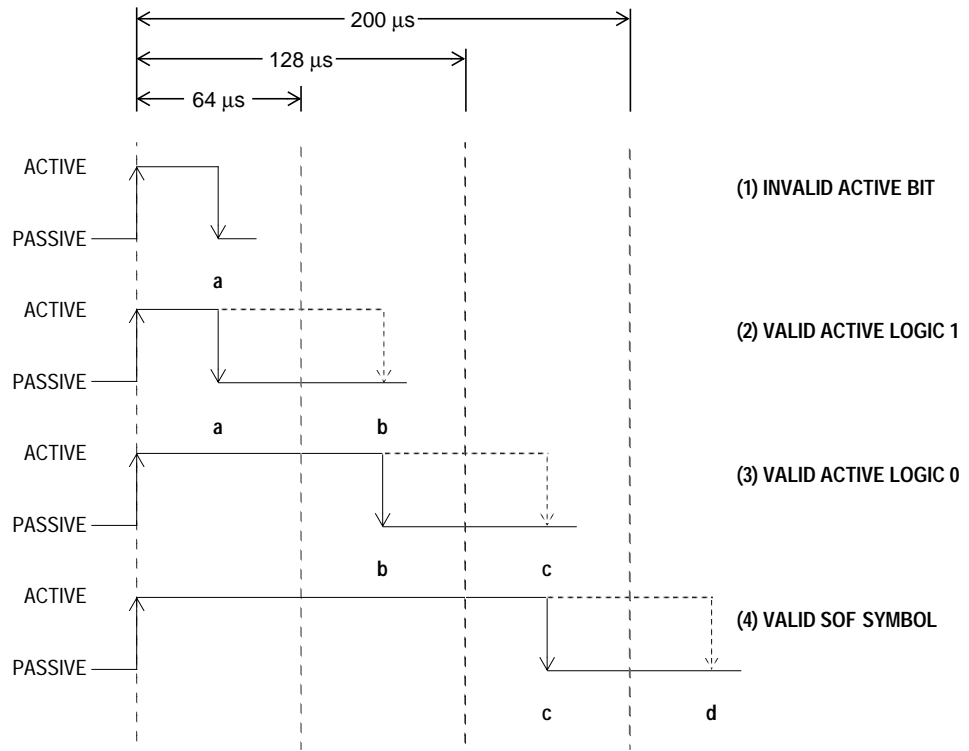 200 µs
128 µs
64 µs
ACTIVE
(1) INVALID ACTIVE BIT
PASSIVE
a
ACTIVE
(2) VALID ACTIVE LOGIC 1
PASSIVE
a b
ACTIVE
(3) VALID ACTIVE LOGIC 0
PASSIVE
b c
ACTIVE
(4) VALID SOF SYMBOL
PASSIVE
c d